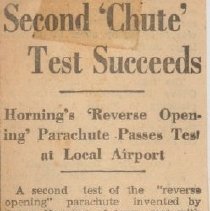 Second 'Chute'
Test Succeeds
Horning's 'Reverse Open-
ing' Parachute Passes Test
at Local Airport
A second test of the "reverse
opening" parachute invented by